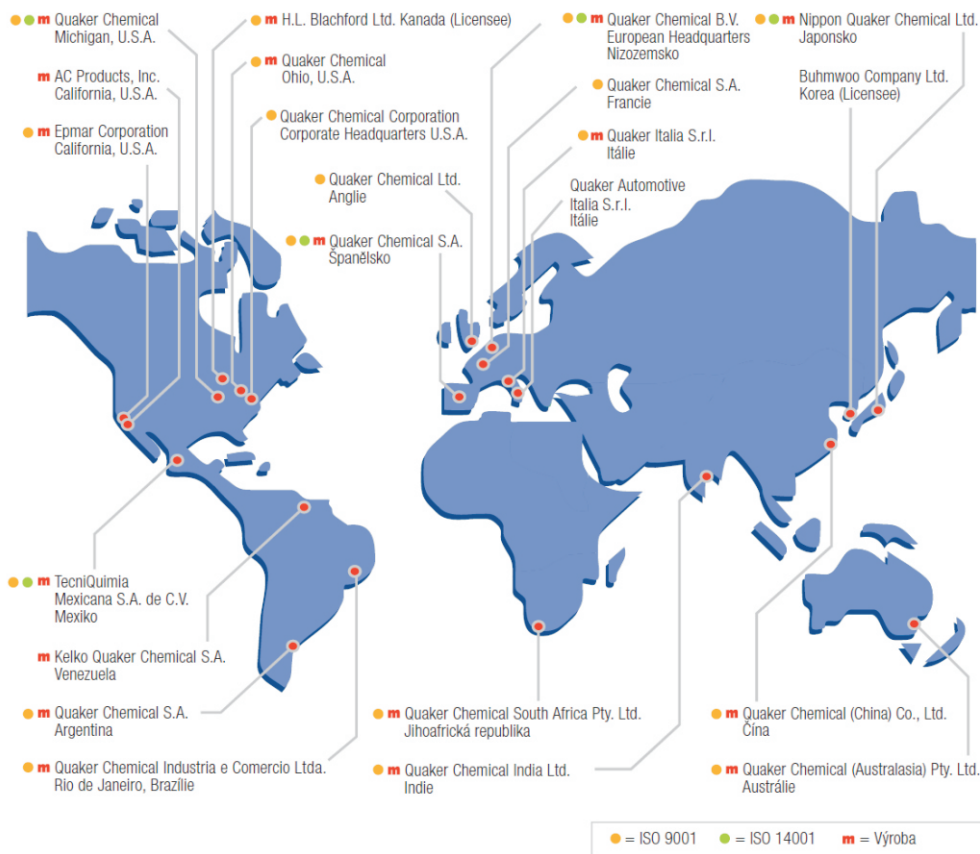 m Quaker Chemical
Michigan, U.S.A.
m AC Products, Inc.
California, U.S.A.
m Epmar Corporation
California, U.S.A.
m H.L. Blachford Ltd. Kanada (Licensee)
m Quaker Chemical
Ohio, U.S.A.
Quaker Chemical Corporation
Corporate Headquarters U.S.A.
Quaker Chemical Ltd.
Anglie
m Quaker Chemical S.A.
Španělsko
m Quaker Chemical B.V.
European Headquarters
Nizozemsko
Quaker Chemical S.A.
Francie
m Quaker Italia S.r.l.
Itálie
Quaker Automotive
Italia S.r.l.
Itálie
m Nippon Quaker Chemical Ltd.
Japonsko
Buhmwoo Company Ltd.
Korea (Licensee)
m TecniQuimia
Mexicana S.A. de C.V.
Mexiko
m Kelko Quaker Chemical S.A.
Venezuela
m Quaker Chemical S.A.
Argentina
m Quaker Chemical Industria e Comercio Ltda.
Rio de Janeiro, Brazílie
m Quaker Chemical South Africa Pty. Ltd.
Jihoafrická republika
m Quaker Chemical India Ltd.
Indie
m Quaker Chemical (China) Co., Ltd.
Čína
m Quaker Chemical (Australasia) Pty. Ltd.
Austrálie
= ISO 9001 = ISO 14001 m = Výroba